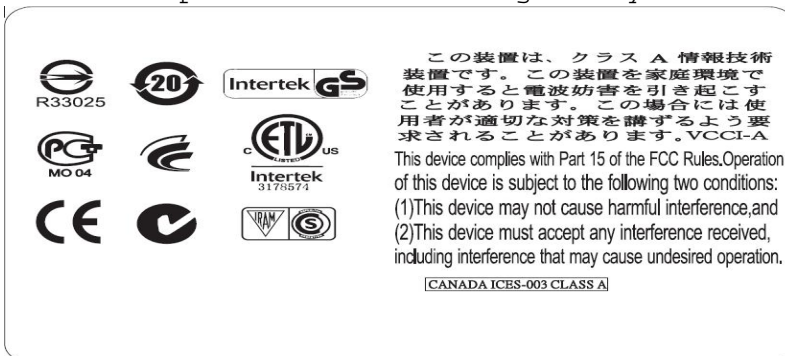 R33025
20
Intertek GS
PCT
MO 04
c ETL us
LISTED
Intertek
3178574
CE
IRAM S
この装置は、クラス A 情報技術
装置です。この装置を家庭環境で
使用すると電波妨害を引き起こす
ことがあります。この場合には使
用者が適切な対策を講ずるよう要
求されることがあります。VCCI-A
This device complies with Part 15 of the FCC Rules.Operation
of this device is subject to the following two conditions:
(1)This device may not cause harmful interference,and
(2)This device must accept any interference received,
including interference that may cause undesired operation.
CANADA ICES-003 CLASS A